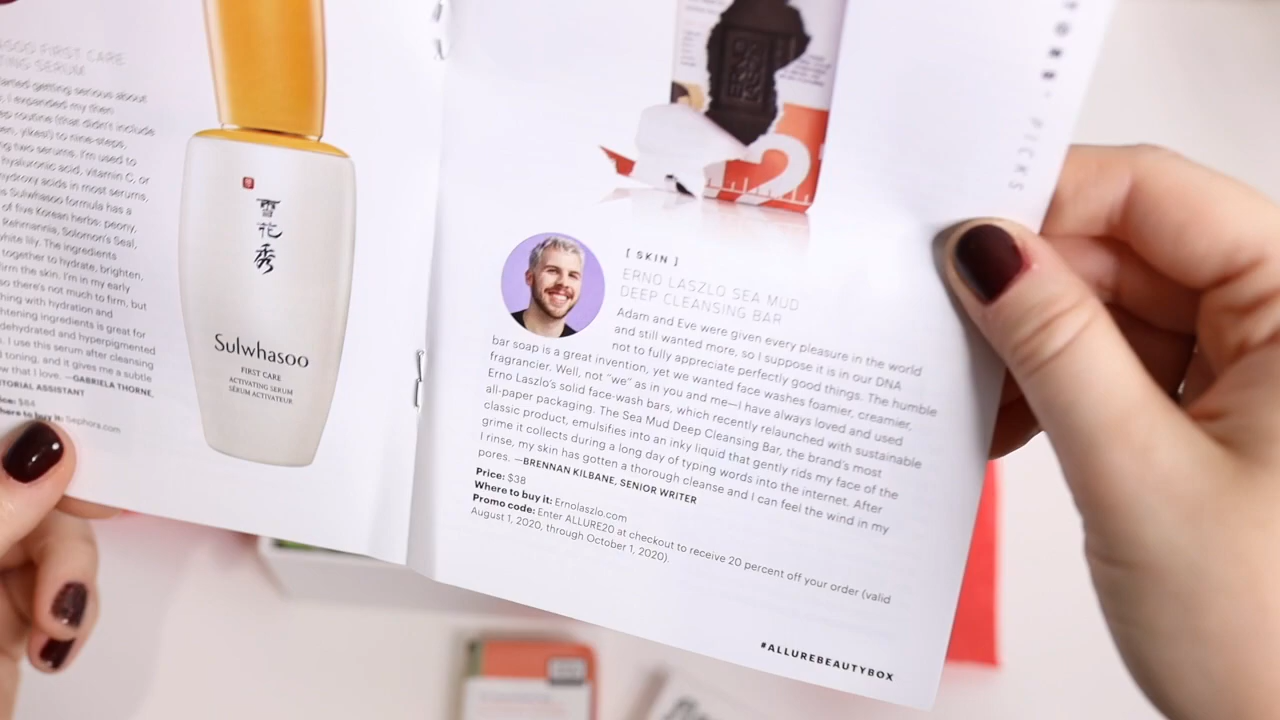 FIRST CARE
TING SERUM
getting serious about
I expanded my then
routine (that didn't include
yikes!) to nine-steps,
two serums. I'm used to
hyaluronic acid, vitamin C, or
hydroxy acids in most serums,
Sulwhasoo formula has a
of five Korean herbs: peony,
Rehmannia, Solomon's Seal,
white lily. The ingredients
together to hydrate, brighten,
firm the skin. I'm in my early
so there's not much to firm, but
hing with hydration and
htening ingredients is great for
dehydrated and hyperpigmented
I use this serum after cleansing
toning, and it gives me a subtle
w that I love. —GABRIELA THORNE,
TORIAL ASSISTANT
$84
here to buy it: Sephora.com
雪花秀
Sulwhasoo
FIRST CARE
ACTIVATING SERUM
SÉRUM ACTIVATEUR
ERNO
12
PICKS
[ SKIN ]
ERNO LASZLO SEA MUD
DEEP CLEANSING BAR
Adam and Eve were given every pleasure in the world
and still wanted more, so I suppose it is in our DNA
not to fully appreciate perfectly good things. The humble
bar soap is a great invention, yet we wanted face washes foamier, creamier,
fragrancier. Well, not "we" as in you and me—I have always loved and used
Erno Laszlo's solid face-wash bars, which recently relaunched with sustainable
all-paper packaging. The Sea Mud Deep Cleansing Bar, the brand's most
classic product, emulsifies into an inky liquid that gently rids my face of the
grime it collects during a long day of typing words into the internet. After
I rinse, my skin has gotten a thorough cleanse and I can feel the wind in my
pores. —BRENNAN KILBANE, SENIOR WRITER
Price: $38
Where to buy it: Ernolaszlo.com
Promo code: Enter ALLURE20 at checkout to receive 20 percent off your order (valid
August 1, 2020, through October 1, 2020).
#ALLUREBEAUTYBOX